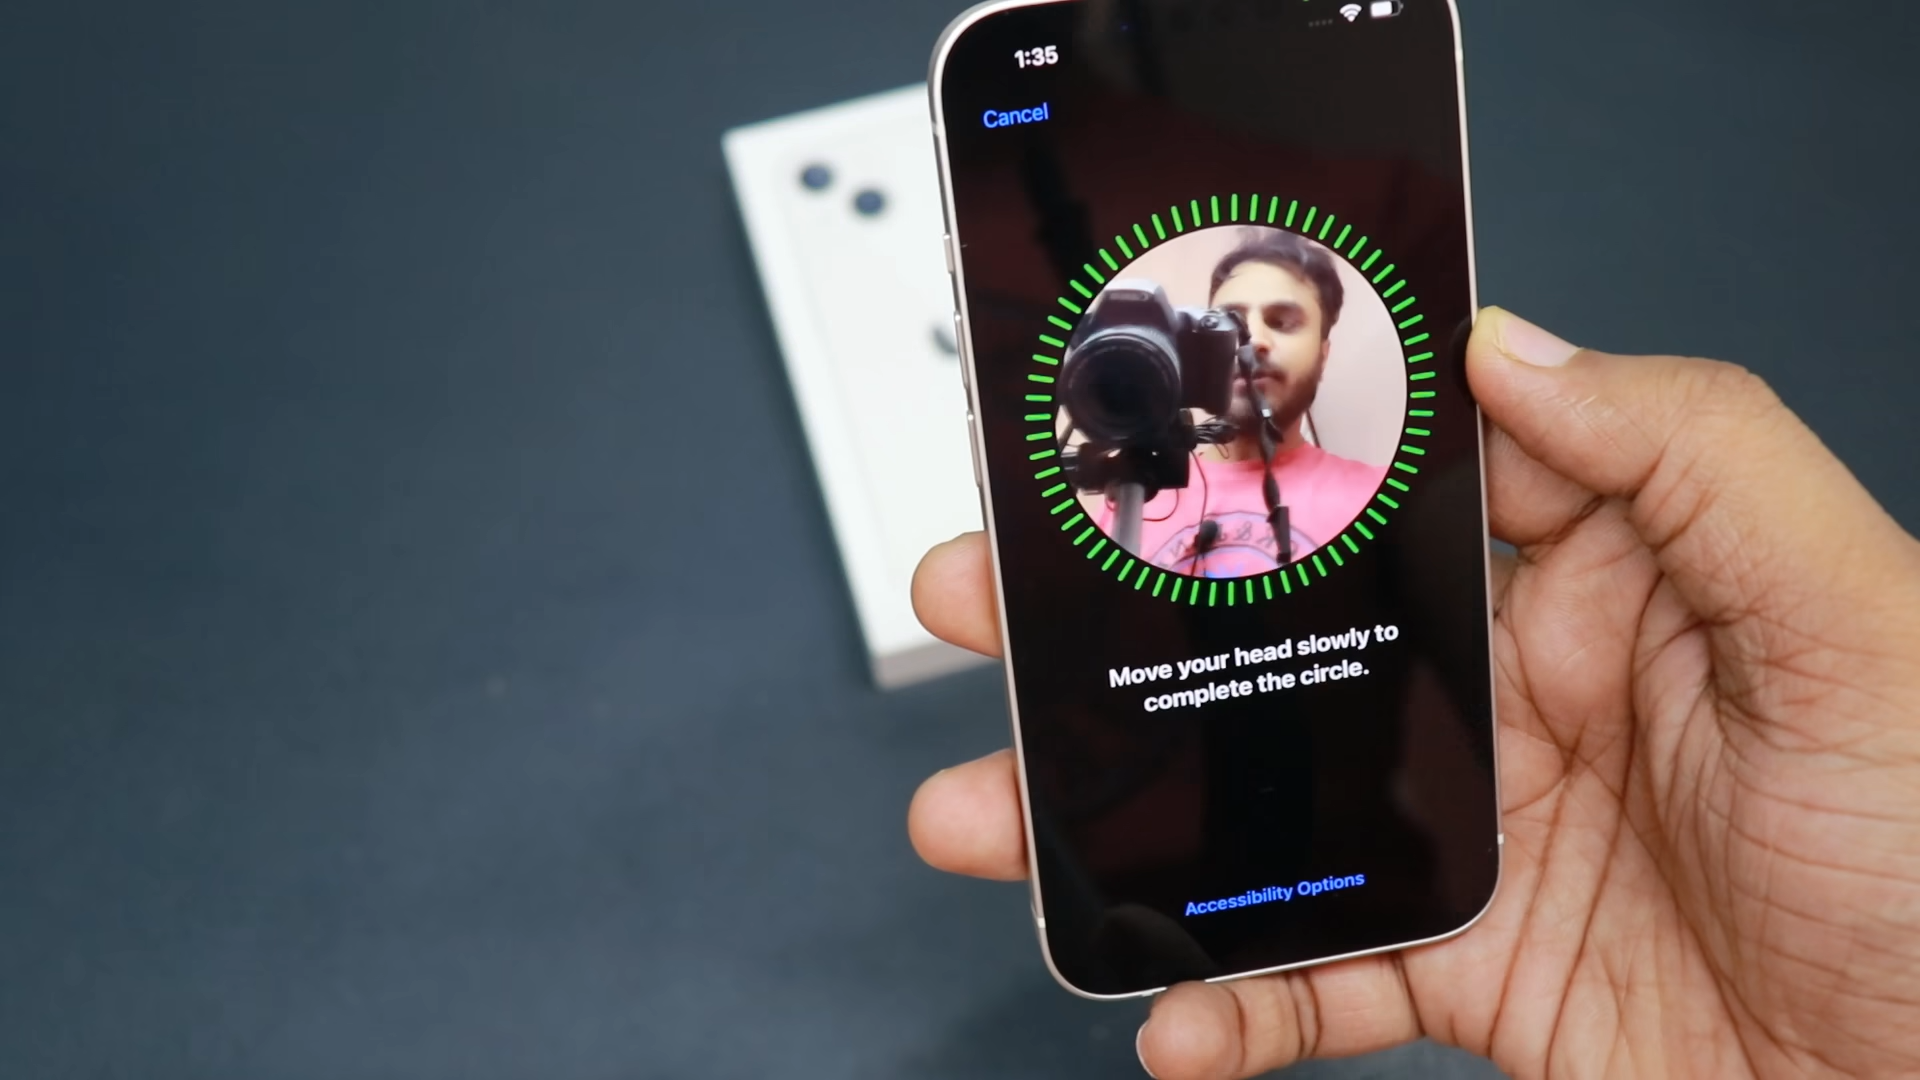 1:35
Cancel
Move your head slowly to
complete the circle.
Accessibility Options